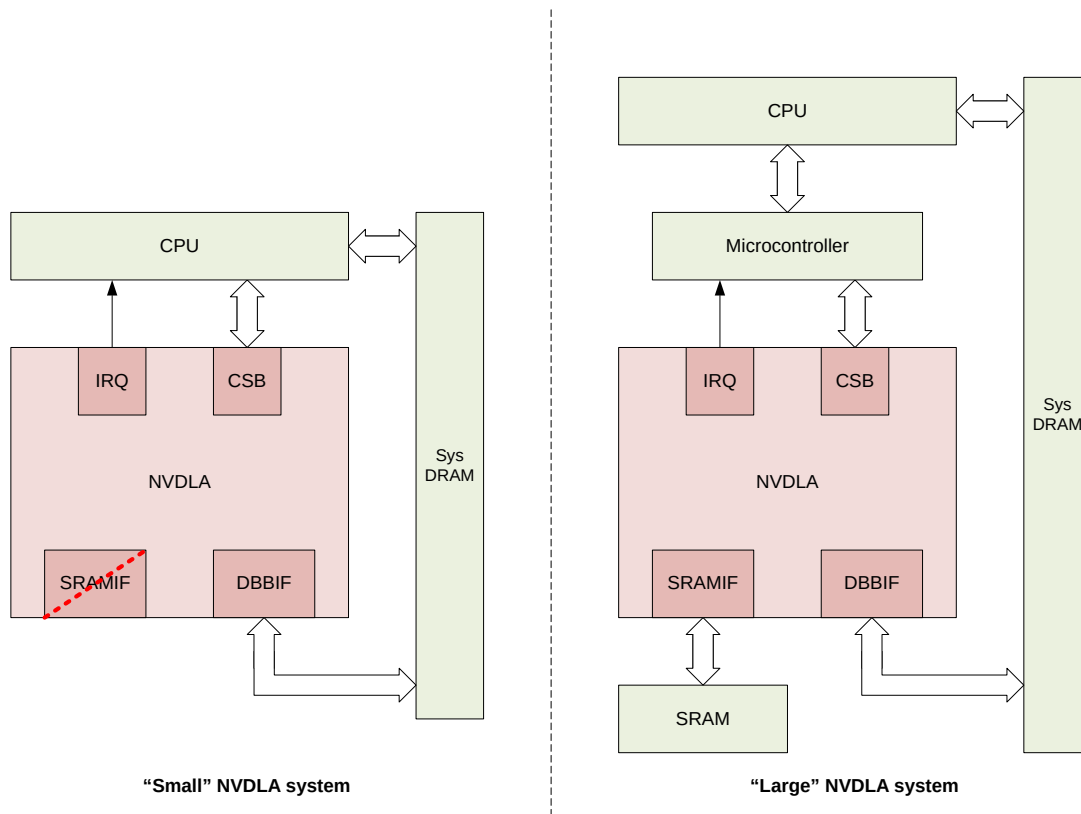 CPU
IRQ
CSB
NVDLA
SRAMIF
DBBIF
Sys
DRAM
“Small” NVDLA system
CPU
Microcontroller
IRQ
CSB
NVDLA
SRAMIF
DBBIF
SRAM
Sys
DRAM
“Large” NVDLA system